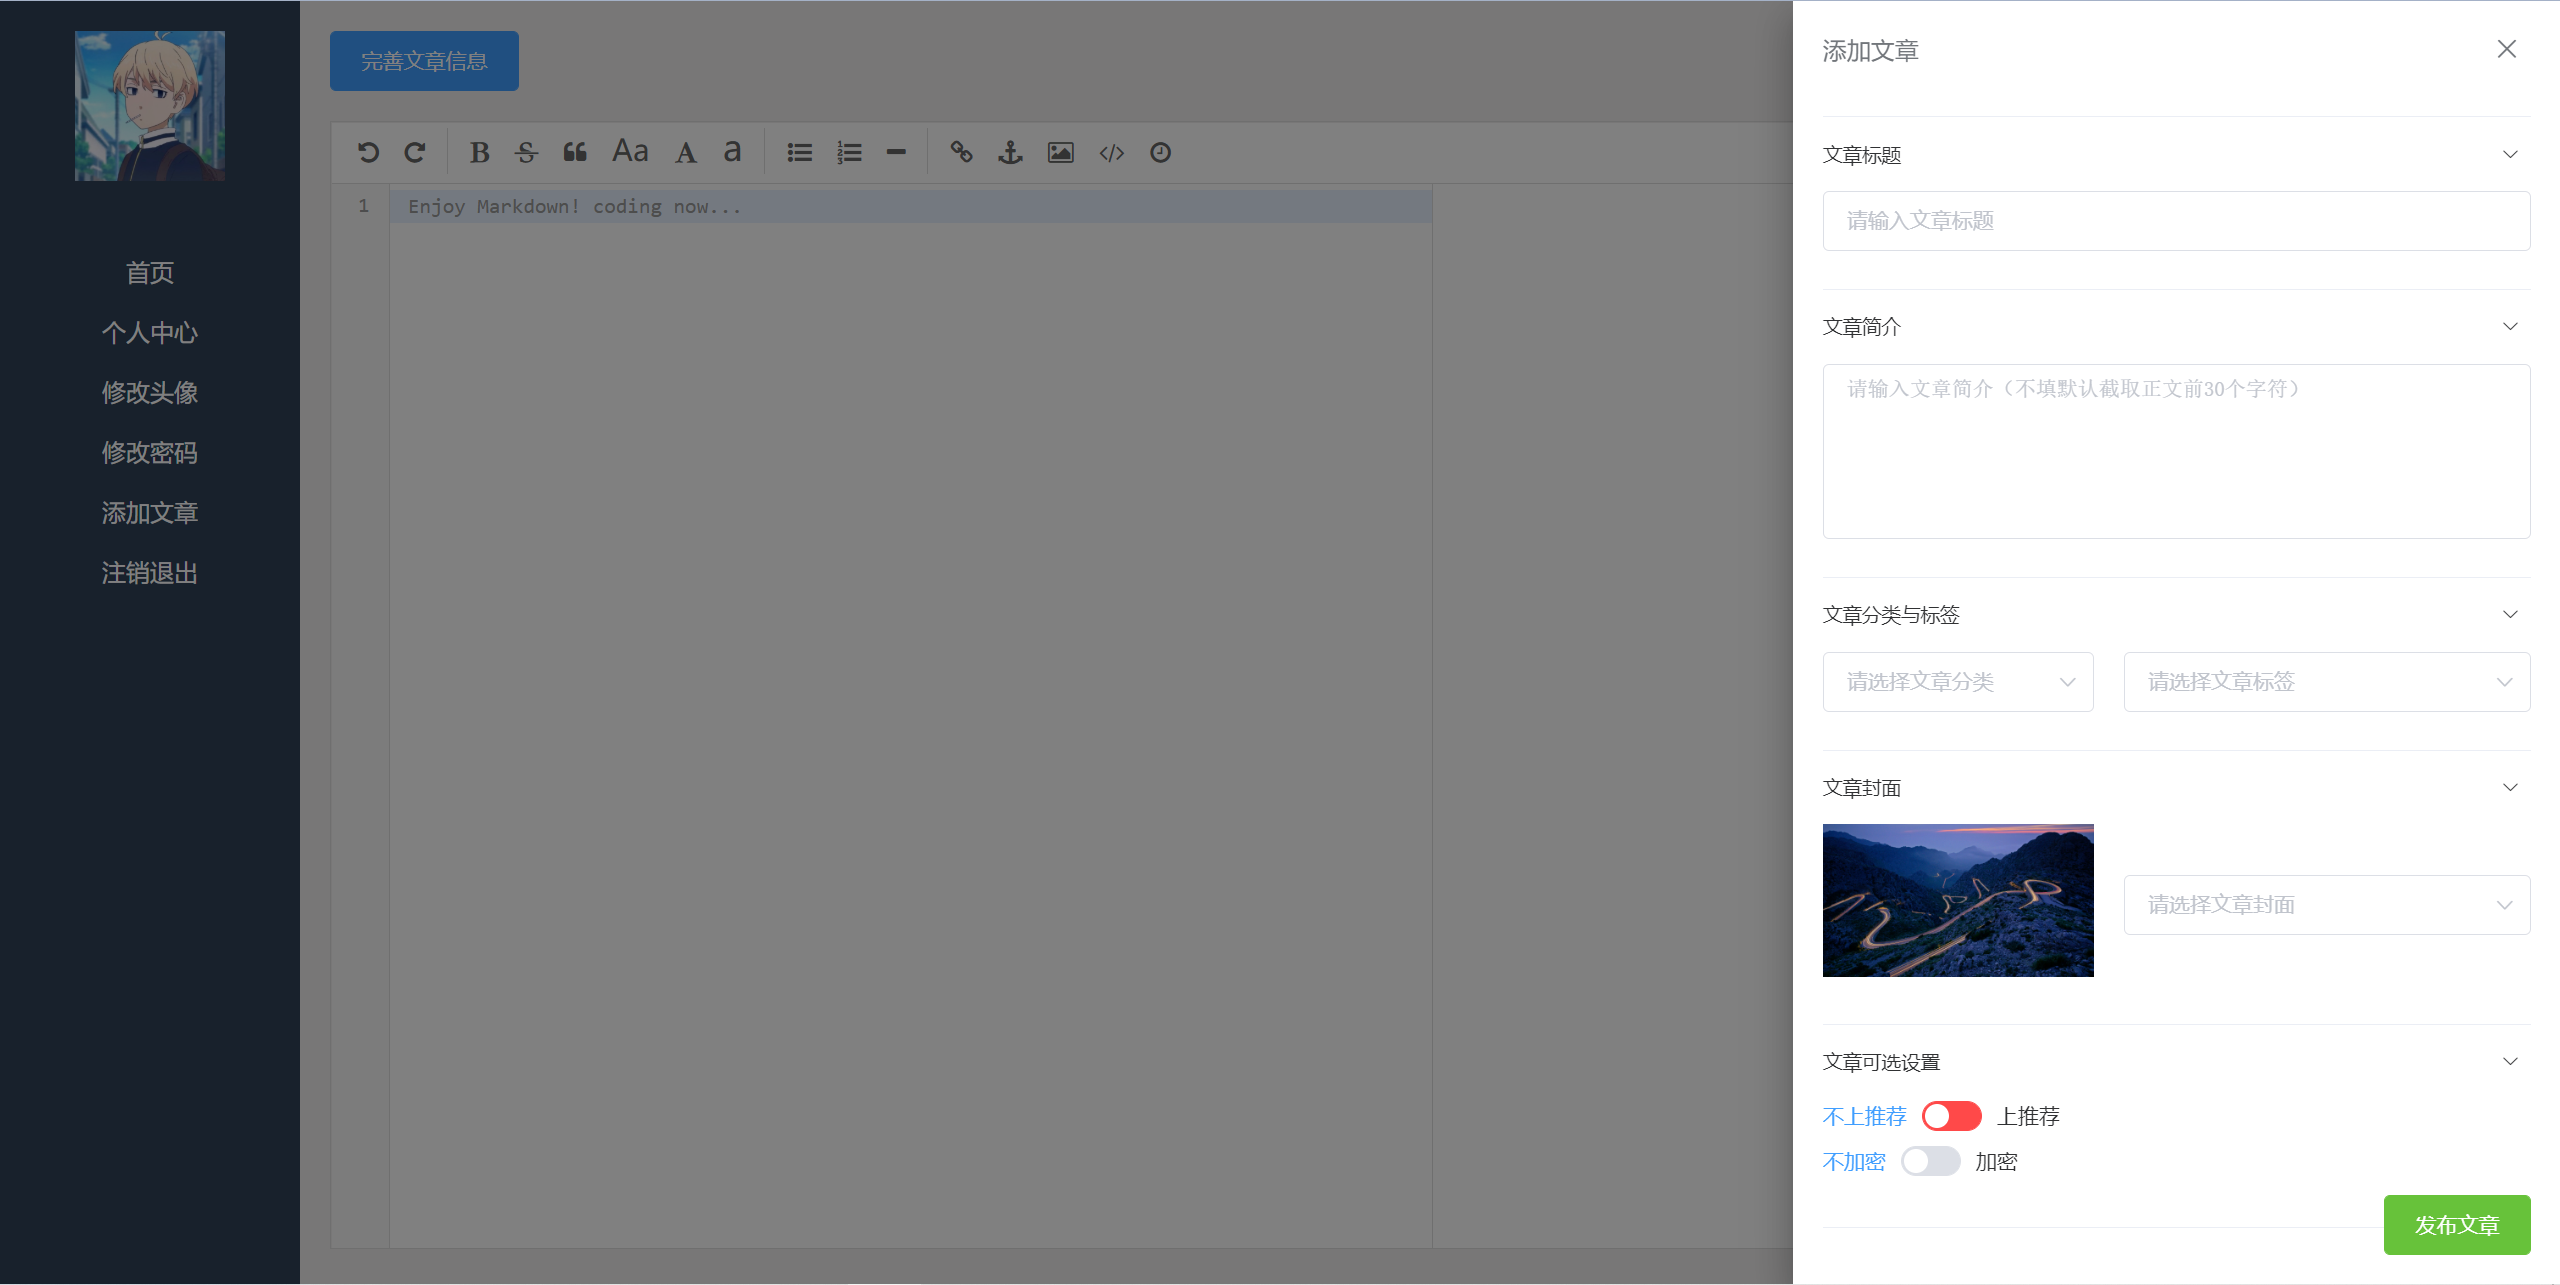 首页
个人中心
修改头像
修改密码
添加文章
注销退出
完善文章信息
B S Aa A a
1 Enjoy Markdown! coding now...
添加文章
文章标题
请输入文章标题
文章简介
请输入文章简介（不填默认截取正文前30个字符）
文章分类与标签
请选择文章分类 请选择文章标签
文章封面
请选择文章封面
文章可选设置
不上推荐 上推荐
不加密 加密
发布文章